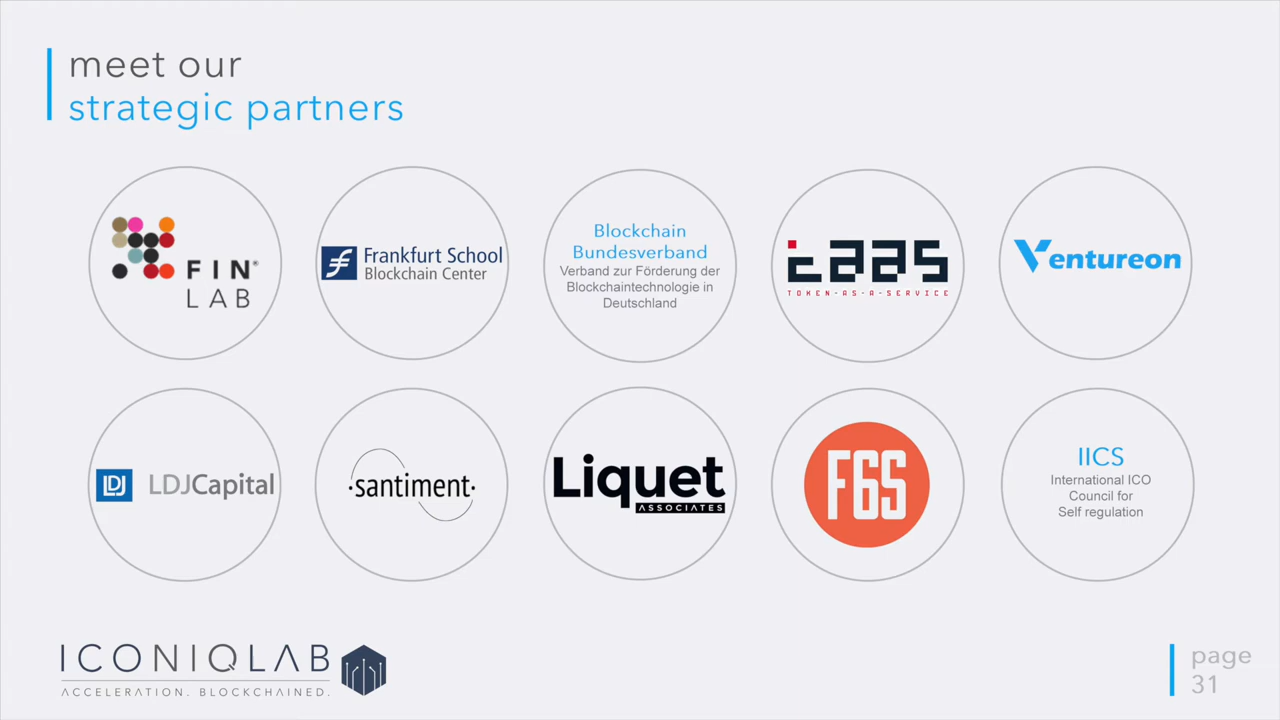 meet our
strategic partners
FIN®
LAB
Frankfurt School
Blockchain Center
Blockchain
Bundesverband
Verband zur Förderung der
Blockchaintechnologie in
Deutschland
taas
TOKEN-AS-A-SERVICE
Ventureon
LDJ LDJCapital
·santiment·
Liquet
ASSOCIATES
F6S
IICS
International ICO
Council for
Self regulation
ICONIQLAB
ACCELERATION. BLOCKCHAINED.
page
31